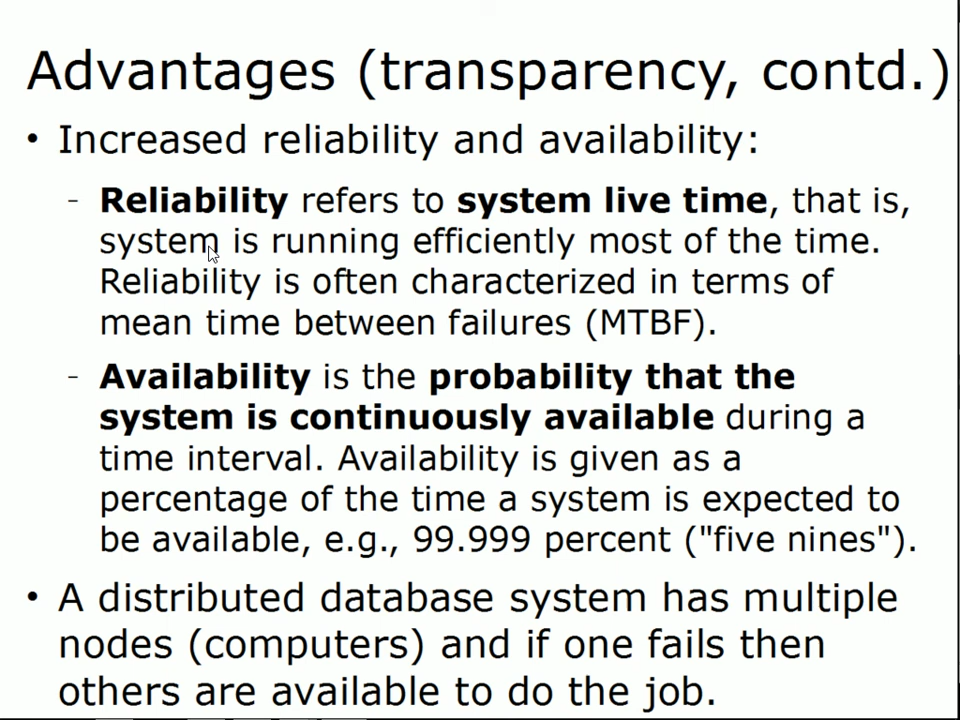 Advantages (transparency, contd.)
• Increased reliability and availability:
– Reliability refers to system live time, that is,
system is running efficiently most of the time.
Reliability is often characterized in terms of
mean time between failures (MTBF).
– Availability is the probability that the
system is continuously available during a
time interval. Availability is given as a
percentage of the time a system is expected to
be available, e.g., 99.999 percent ("five nines").
• A distributed database system has multiple
nodes (computers) and if one fails then
others are available to do the job.